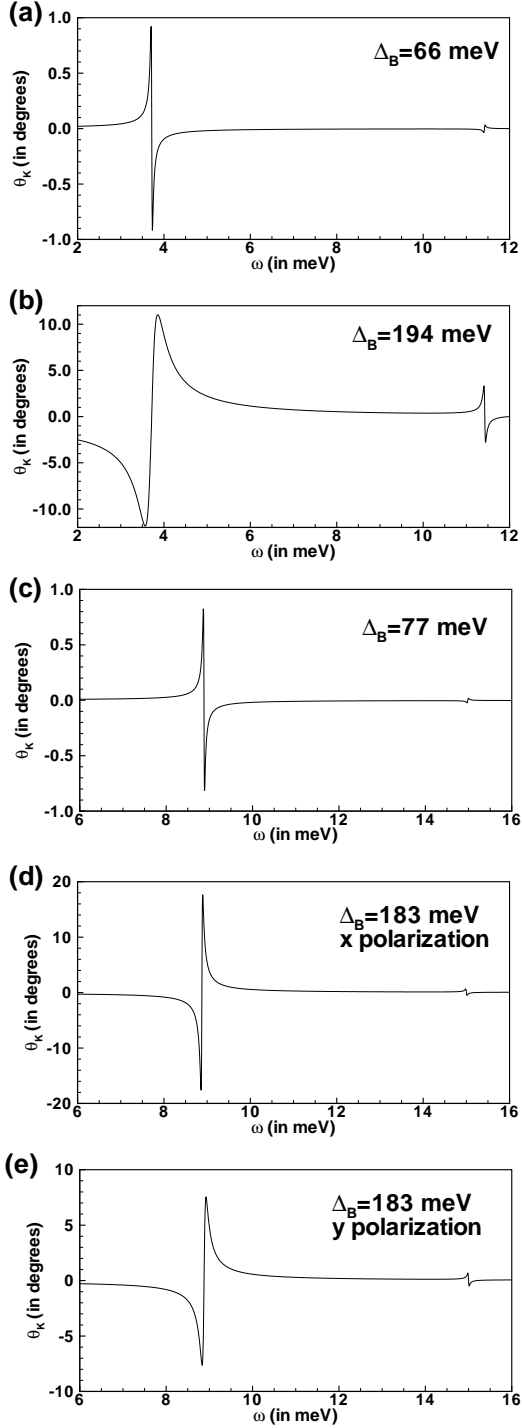 (a)
1.0
0.5
0.0
-0.5
-1.0
θK (in degrees)
ΔB=66 meV
2 4 6 8 10 12
ω (in meV)
(b)
10.0
5.0
0.0
-5.0
-10.0
θK (in degrees)
ΔB=194 meV
2 4 6 8 10 12
ω (in meV)
(c)
1.0
0.5
0.0
-0.5
-1.0
θK (in degrees)
ΔB=77 meV
6 8 10 12 14 16
ω (in meV)
(d)
20
10
0
-10
-20
θK (in degrees)
ΔB=183 meV
x polarization
6 8 10 12 14 16
ω (in meV)
(e)
10
5
0
-5
-10
θK (in degrees)
ΔB=183 meV
y polarization
6 8 10 12 14 16
ω (in meV)